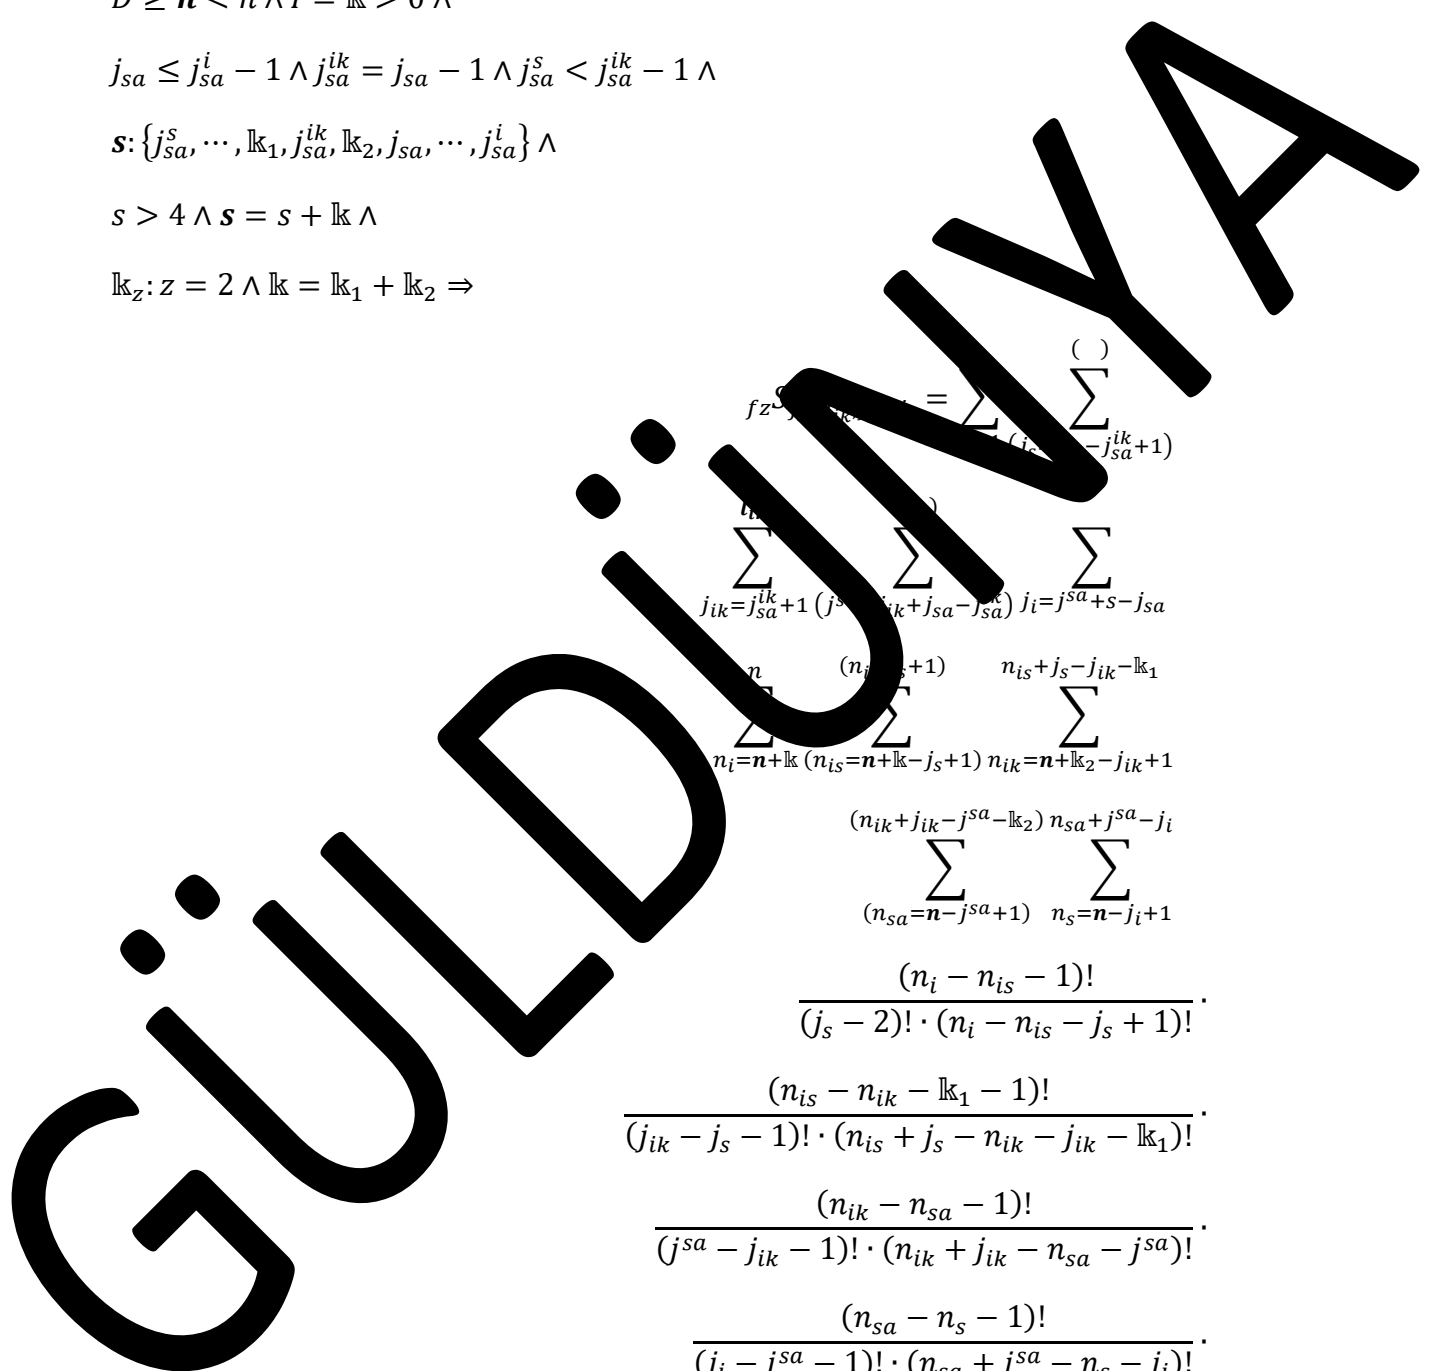 j_{sa} ≤ j_{sa}^{i} − 1 ∧ j_{sa}^{ik} = j_{sa} − 1 ∧ j_{sa}^{s} < j_{sa}^{ik} − 1 ∧
s: {j_{sa}^{s}, ⋯, 𝕜_1, j_{sa}^{ik}, 𝕜_2, j_{sa}, ⋯, j_{sa}^{i}} ∧
s > 4 ∧ s = s + 𝕜 ∧
𝕜_z: z = 2 ∧ 𝕜 = 𝕜_1 + 𝕜_2 ⇒
( )
fz = ∑ ∑
−j_{sa}^{ik}+1)
∑ ∑ ∑
j_{ik}=j_{sa}^{ik}+1 j_i=j^{sa}+s−j_{sa}
n n_{is}+j_s−j_{ik}−𝕜_1
∑ ∑ ∑
n_i=n+𝕜 (n_{is}=n+𝕜−j_s+1) n_{ik}=n+𝕜_2−j_{ik}+1
(n_{ik}+j_{ik}−j^{sa}−𝕜_2) n_{sa}+j^{sa}−j_i
∑ ∑
(n_{sa}=n−j^{sa}+1) n_s=n−j_i+1
(n_i − n_{is} − 1)!
(j_s − 2)! · (n_i − n_{is} − j_s + 1)! ·
(n_{is} − n_{ik} − 𝕜_1 − 1)!
(j_{ik} − j_s − 1)! · (n_{is} + j_s − n_{ik} − j_{ik} − 𝕜_1)! ·
(n_{ik} − n_{sa} − 1)!
(j^{sa} − j_{ik} − 1)! · (n_{ik} + j_{ik} − n_{sa} − j^{sa})! ·
(n_{sa} − n_s − 1)!
(j_i − j^{sa} − 1)! · (n_{sa} + j^{sa} − n_s − j_i)! ·
GÜLDÜNYA